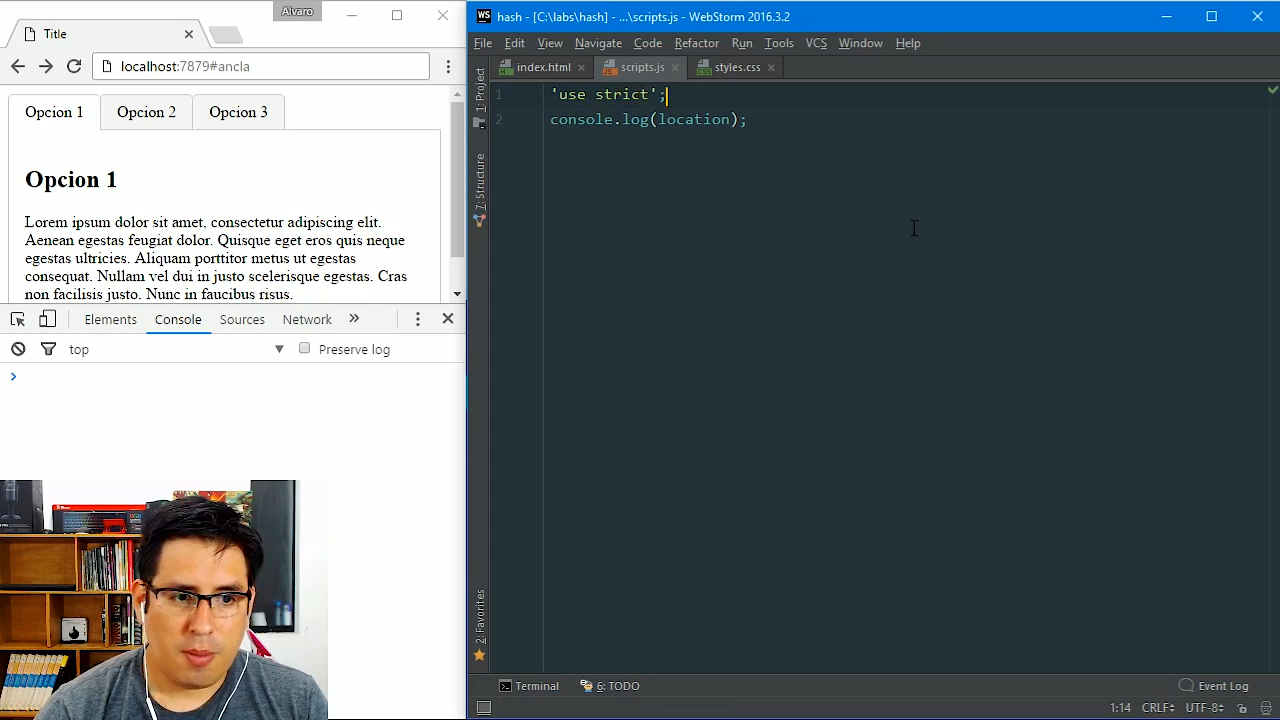 Alvaro
Title
localhost:7879#ancla
Opcion 1
Opcion 2
Opcion 3
Opcion 1
Lorem ipsum dolor sit amet, consectetur adipiscing elit.
Aenean egestas feugiat dolor. Quisque eget eros quis neque
egestas ultricies. Aliquam porttitor metus ut egestas
consequat. Nullam vel dui in justo scelerisque egestas. Cras
non facilisis justo. Nunc in faucibus risus.
Elements
Console
Sources
Network
top
Preserve log
WS hash - [C:\labs\hash] - ...\scripts.js - WebStorm 2016.3.2
File Edit View Navigate Code Refactor Run Tools VCS Window Help
index.html
scripts.js
styles.css
1: Project
7: Structure
2: Favorites
1 'use strict';
2 console.log(location);
Terminal
6: TODO
Event Log
1:14 CRLF UTF-8